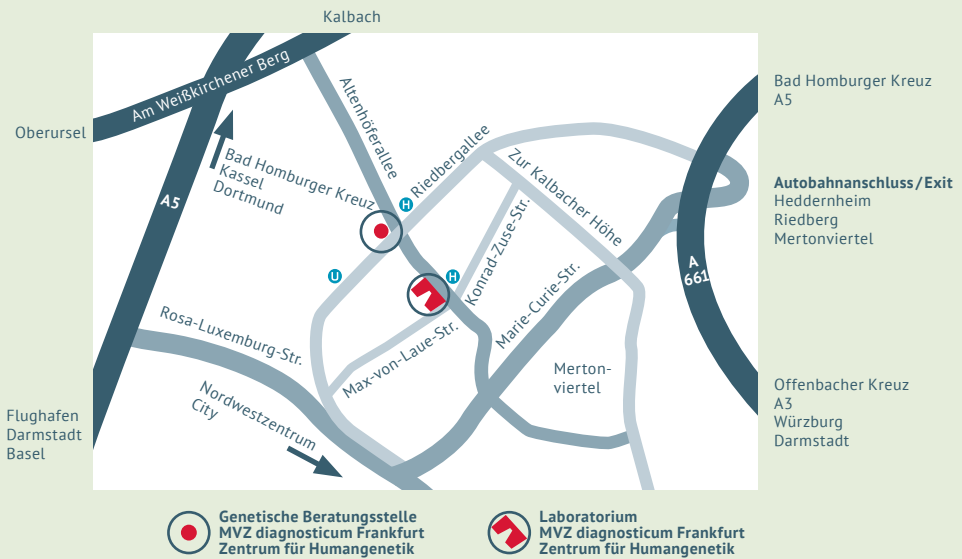 Kalbach
Am Weißkirchener Berg
Oberursel
A5
Bad Homburger Kreuz
Kassel
Dortmund
Altenhöferallee
Riedbergallee
Zur Kalbacher Höhe
Konrad-Zuse-Str.
H
U
H
Marie-Curie-Str.
Max-von-Laue-Str.
Rosa-Luxemburg-Str.
Nordwestzentrum
City
Merton-
viertel
A
661
Bad Homburger Kreuz
A5
Autobahnanschluss/Exit
Heddernheim
Riedberg
Mertonviertel
Offenbacher Kreuz
A3
Würzburg
Darmstadt
Flughafen
Darmstadt
Basel
Genetische Beratungsstelle
MVZ diagnosticum Frankfurt
Zentrum für Humangenetik
Laboratorium
MVZ diagnosticum Frankfurt
Zentrum für Humangenetik